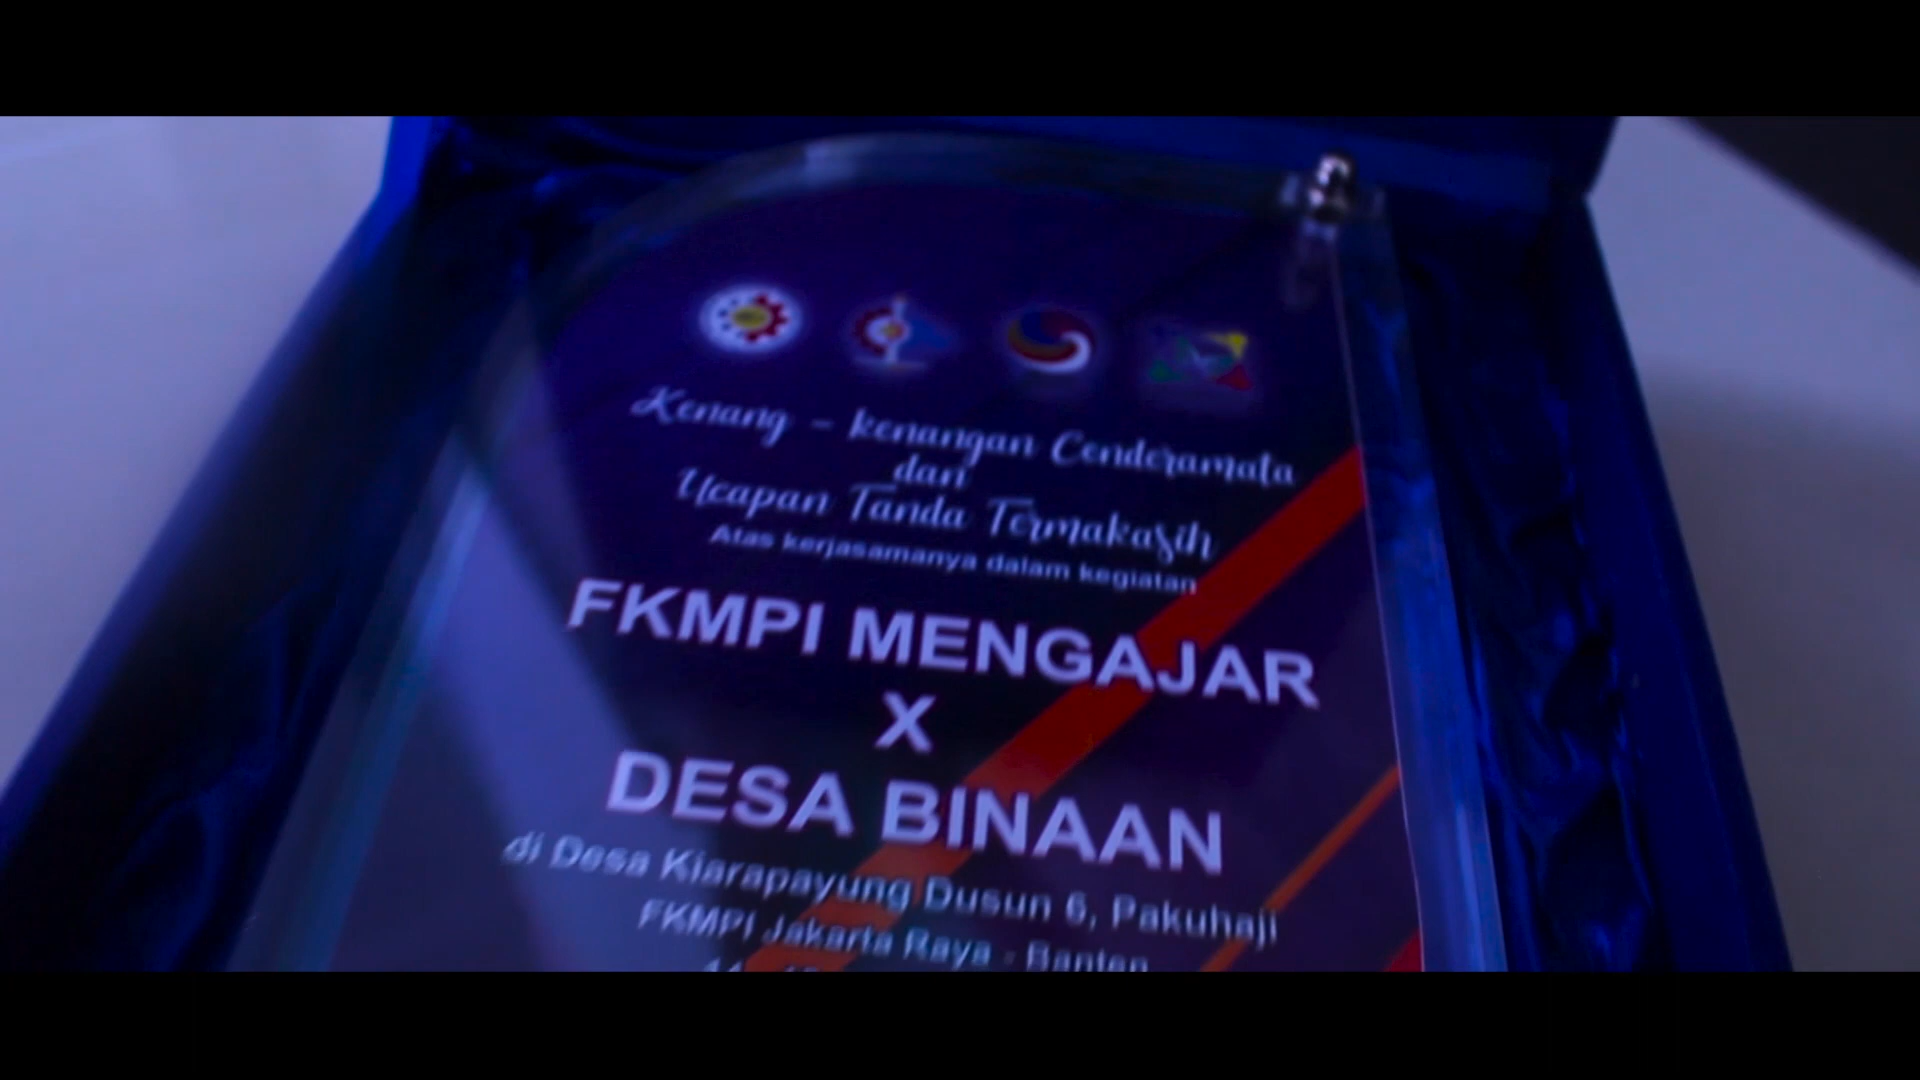 Kenang - kenangan Cenderamata
dan
Ucapan Tanda Termakasih
Atas kerjasamanya dalam kegiatan
FKMPI MENGAJAR
X
DESA BINAAN
di Desa Kiarapayung Dusun 6, Pakuhaji
FKMPI Jakarta Raya - Banten